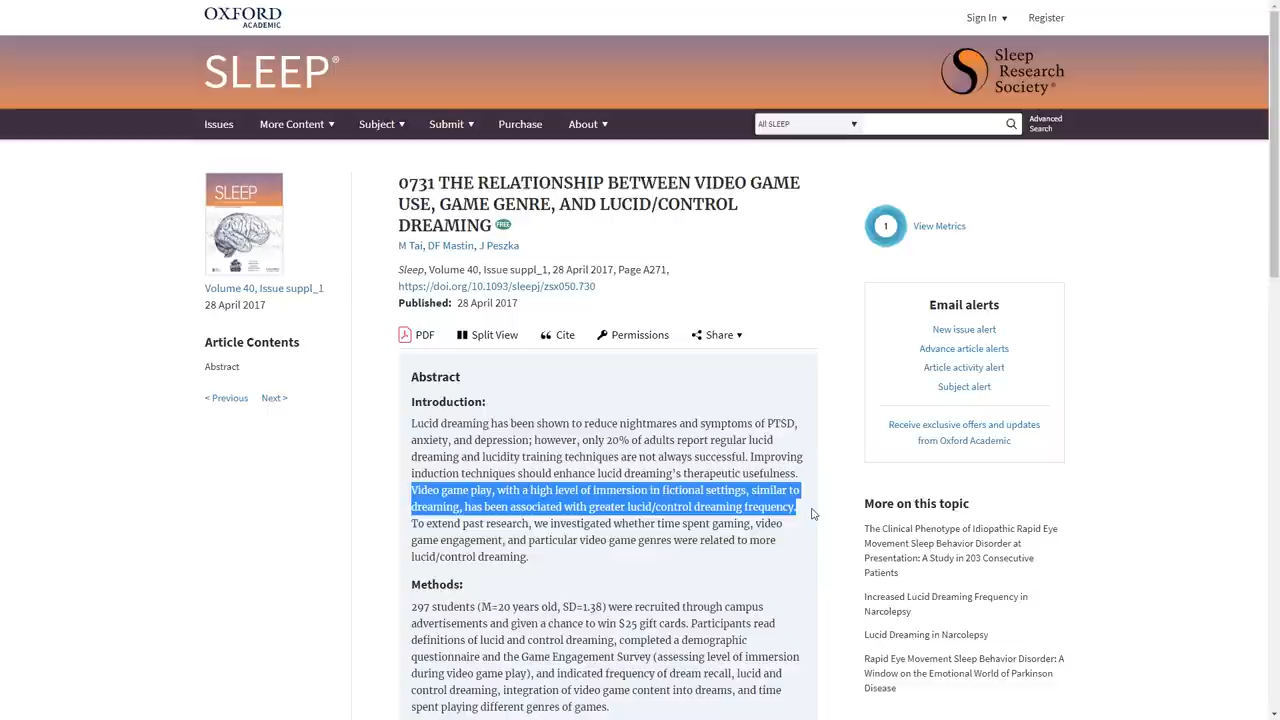 OXFORD
ACADEMIC
Sign In
Register
SLEEP®
Sleep
Research
Society®
Issues
More Content
Subject
Submit
Purchase
About
All SLEEP
Advanced
Search
SLEEP
Volume 40, Issue suppl_1
28 April 2017
Article Contents
Abstract
< Previous
Next >
0731 THE RELATIONSHIP BETWEEN VIDEO GAME
USE, GAME GENRE, AND LUCID/CONTROL
DREAMING FREE
M Tai, DF Mastin, J Peszka
Sleep, Volume 40, Issue suppl_1, 28 April 2017, Page A271,
https://doi.org/10.1093/sleepj/zsx050.730
Published: 28 April 2017
PDF
Split View
Cite
Permissions
Share
Abstract
Introduction:
Lucid dreaming has been shown to reduce nightmares and symptoms of PTSD,
anxiety, and depression; however, only 20% of adults report regular lucid
dreaming and lucidity training techniques are not always successful. Improving
induction techniques should enhance lucid dreaming's therapeutic usefulness.
Video game play, with a high level of immersion in fictional settings, similar to
dreaming, has been associated with greater lucid/control dreaming frequency.
To extend past research, we investigated whether time spent gaming, video
game engagement, and particular video game genres were related to more
lucid/control dreaming.
Methods:
297 students (M=20 years old, SD=1.38) were recruited through campus
advertisements and given a chance to win $25 gift cards. Participants read
definitions of lucid and control dreaming, completed a demographic
questionnaire and the Game Engagement Survey (assessing level of immersion
during video game play), and indicated frequency of dream recall, lucid and
control dreaming, integration of video game content into dreams, and time
spent playing different genres of games.
1
View Metrics
Email alerts
New issue alert
Advance article alerts
Article activity alert
Subject alert
Receive exclusive offers and updates
from Oxford Academic
More on this topic
The Clinical Phenotype of Idiopathic Rapid Eye
Movement Sleep Behavior Disorder at
Presentation: A Study in 203 Consecutive
Patients
Increased Lucid Dreaming Frequency in
Narcolepsy
Lucid Dreaming in Narcolepsy
Rapid Eye Movement Sleep Behavior Disorder: A
Window on the Emotional World of Parkinson
Disease